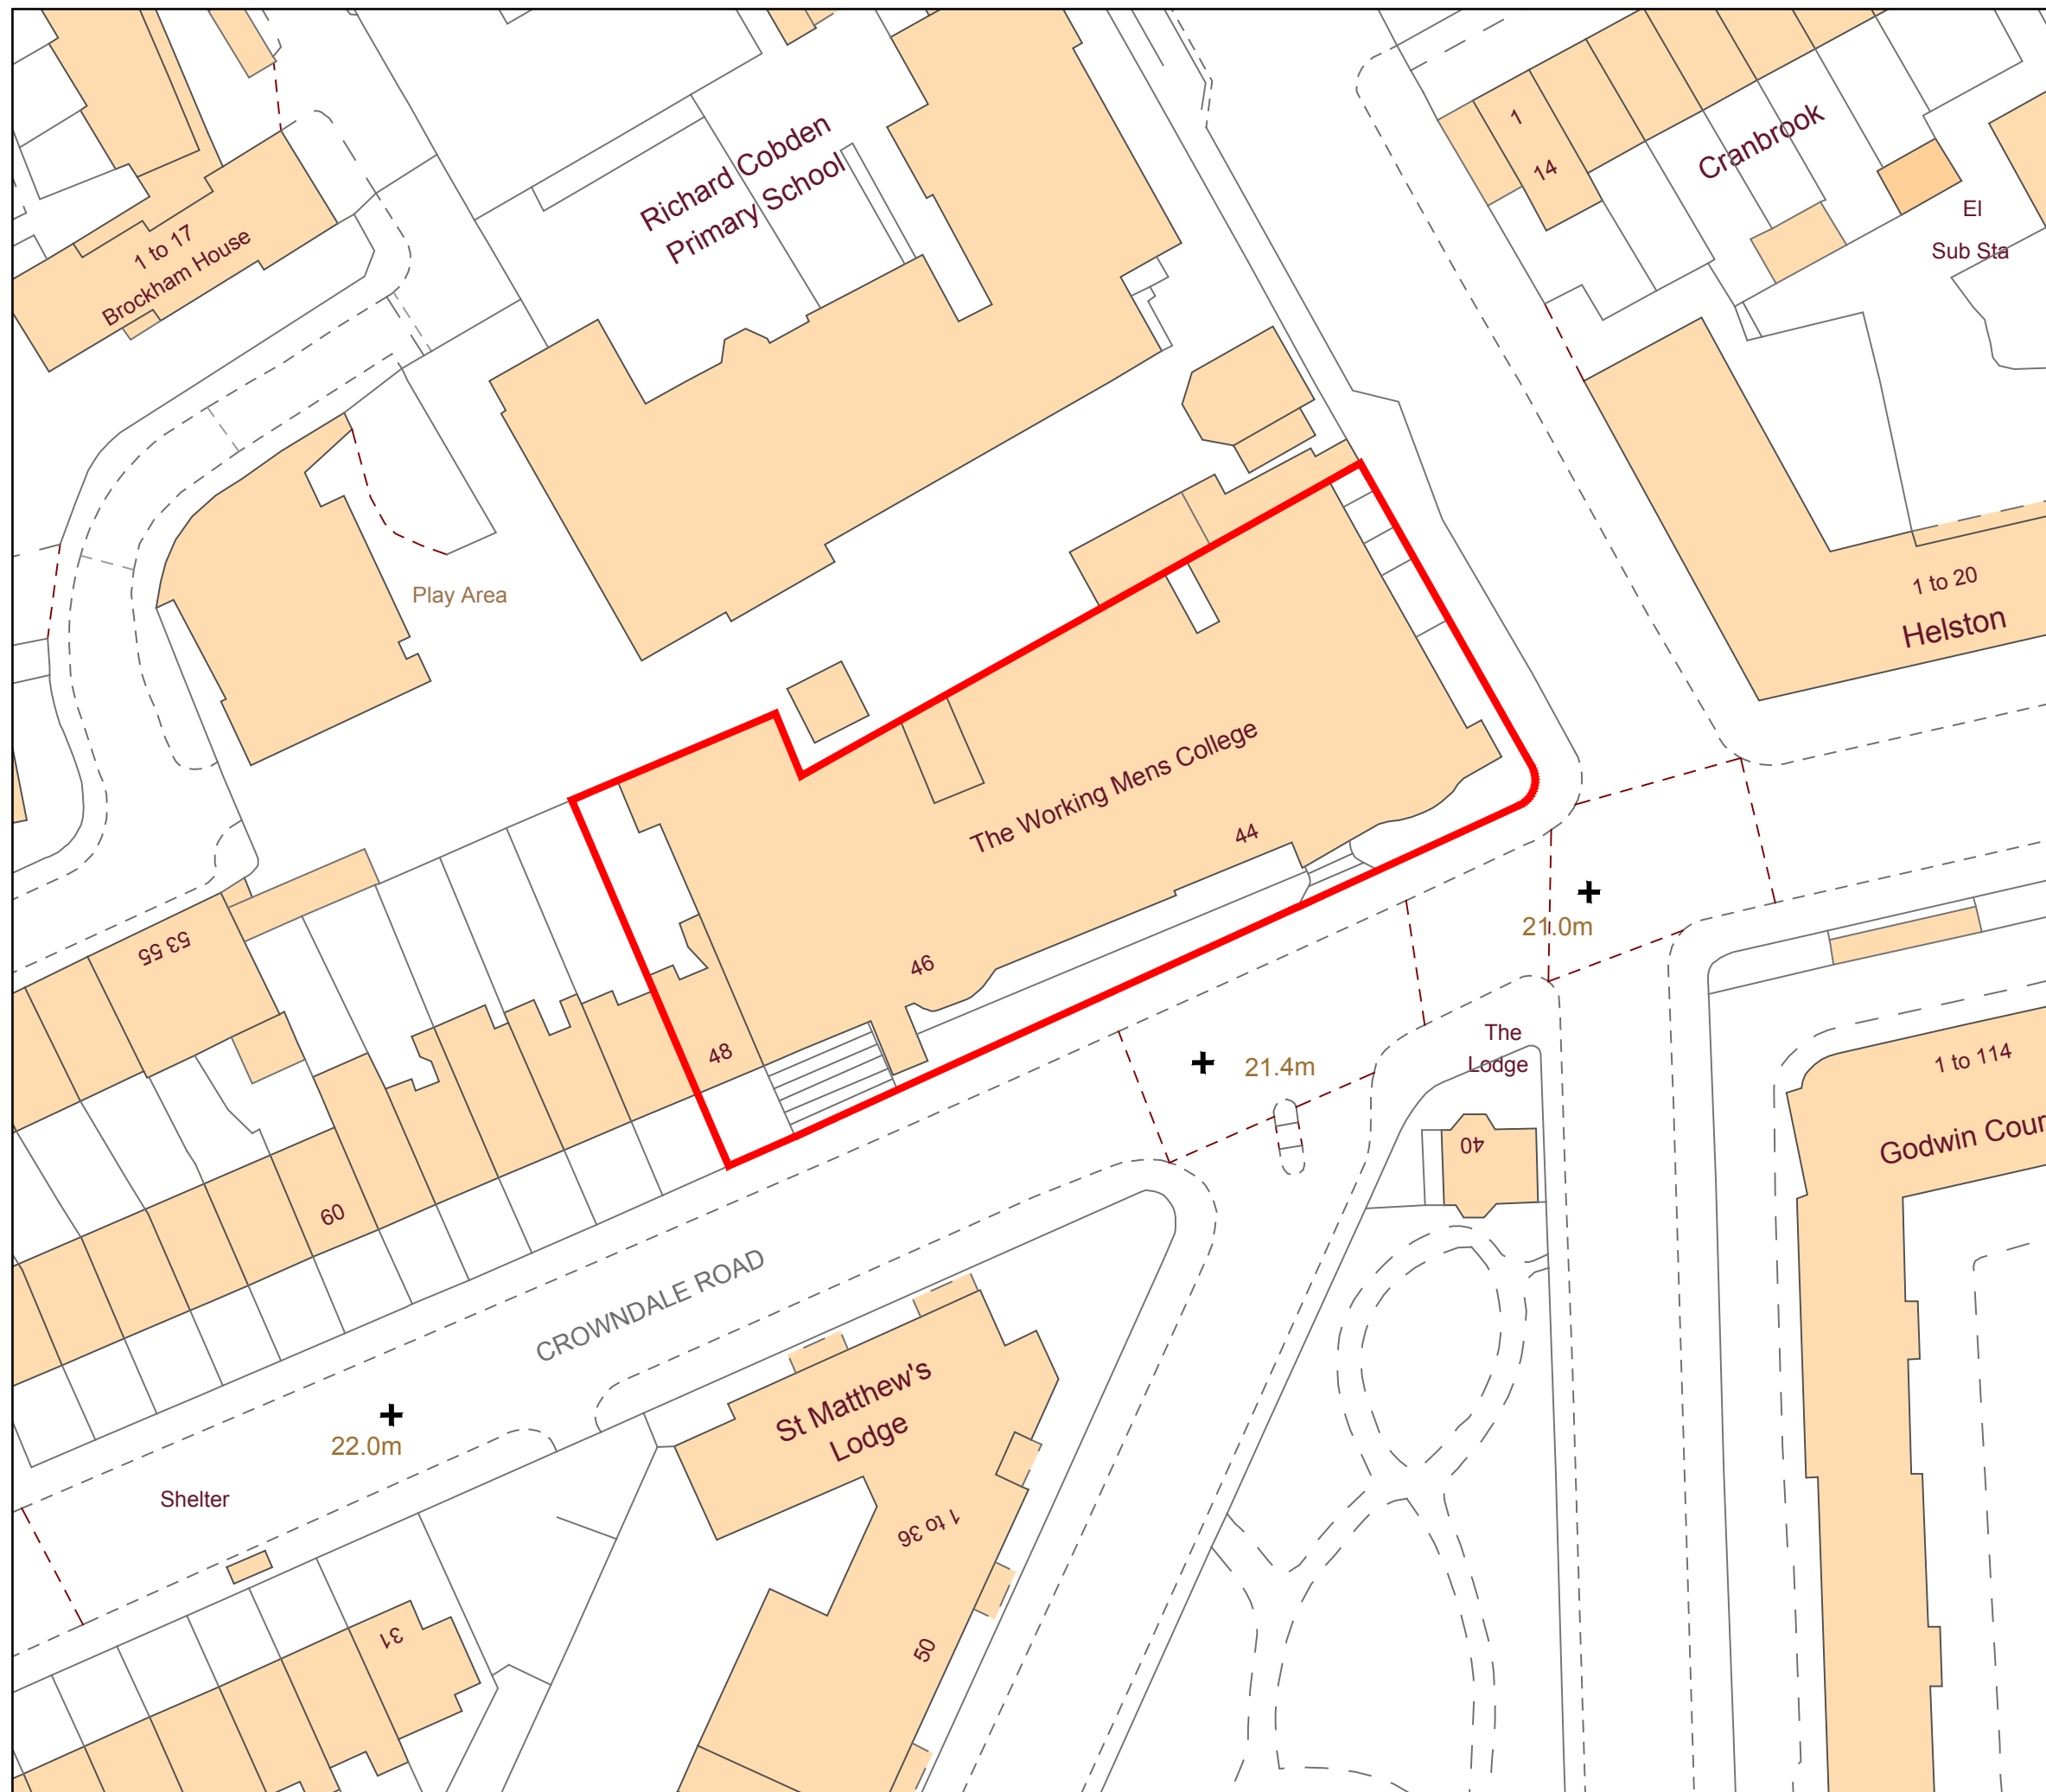 Richard Cobden
Primary School
1
14
Cranbrook
El
Sub Sta
1 to 17
Brockham House
Play Area
1 to 20
Helston
The Working Mens College
44
46
48
53 55
21.0m
The
Lodge
21.4m
40
1 to 114
Godwin Cour
60
CROWNDALE ROAD
St Matthew's
Lodge
22.0m
Shelter
1 to 36
31
50